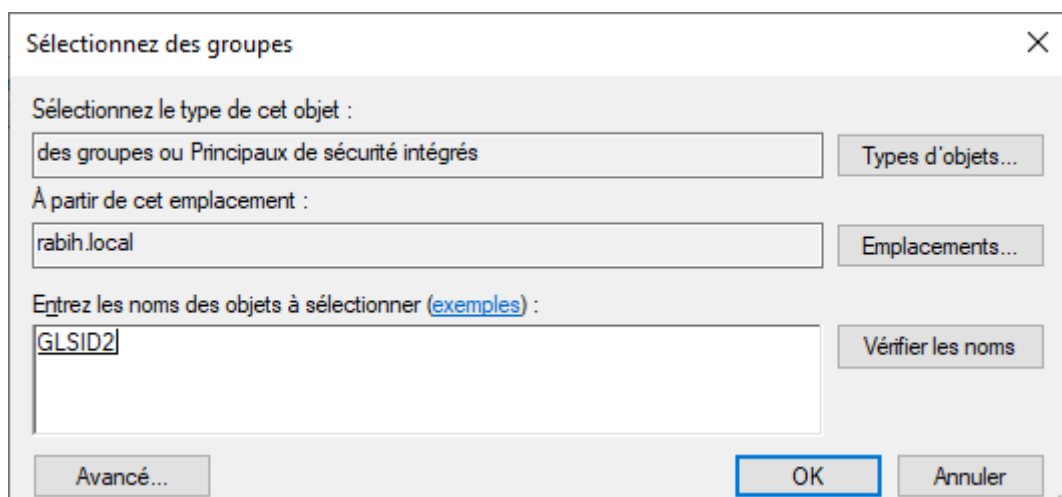 Sélectionnez des groupes
Sélectionnez le type de cet objet :
des groupes ou Principaux de sécurité intégrés
Types d'objets...
À partir de cet emplacement :
rabih.local
Emplacements...
Entrez les noms des objets à sélectionner (exemples) :
GLSID2
Vérifier les noms
Avancé...
OK
Annuler